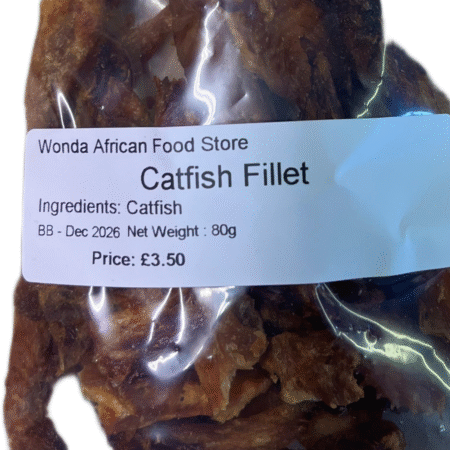 Wonda African Food Store
Catfish Fillet
Ingredients: Catfish
BB - Dec 2026 Net Weight : 80g
Price: £3.50